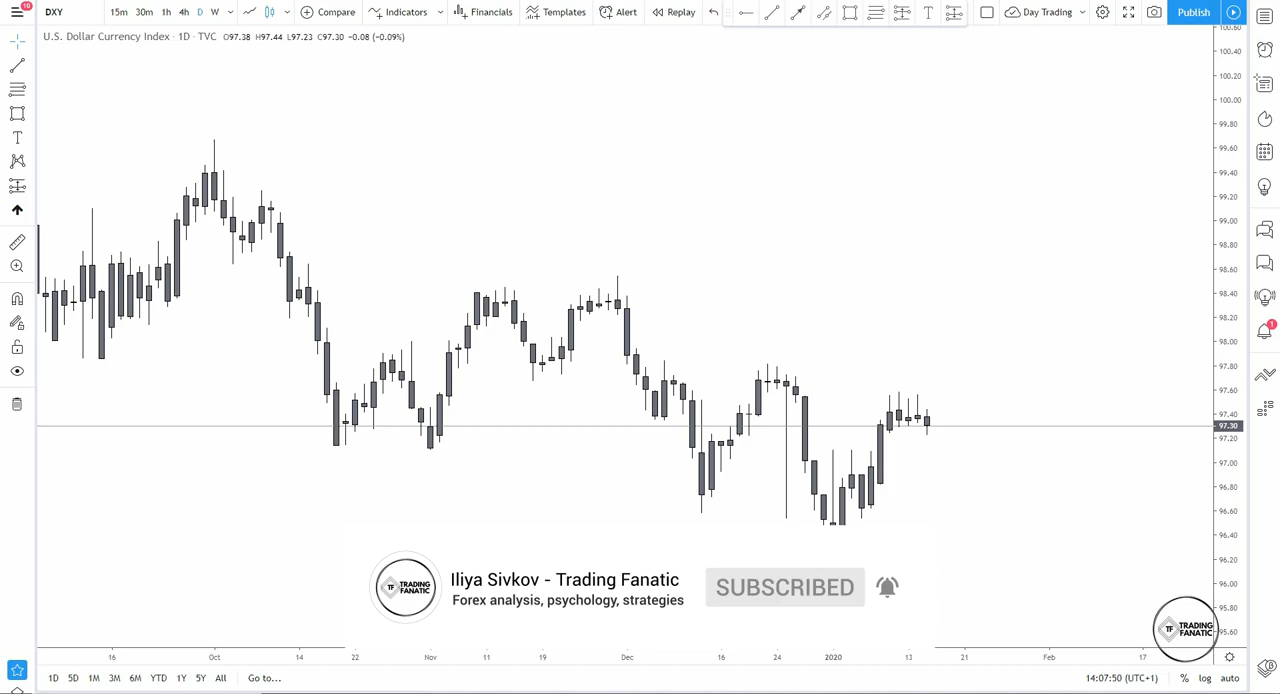 10
DXY
15m 30m 1h 4h D W
Compare
Indicators
Financials
Templates
Alert
Replay
T
Day Trading
Publish
U.S. Dollar Currency Index · 1D · TVC O97.38 H97.44 L97.23 C97.30 −0.08 (−0.09%)
100.60
100.40
100.20
100.00
99.80
99.60
99.40
99.20
99.00
98.80
98.60
98.40
98.20
98.00
97.80
97.60
97.40
97.30
97.20
97.00
96.80
96.60
96.40
96.20
96.00
95.80
95.60
1
T
TF TRADING FANATIC
Iliya Sivkov - Trading Fanatic
Forex analysis, psychology, strategies
SUBSCRIBED
TF TRADING FANATIC
16 Oct 14 22 Nov 11 19 Dec 16 24 2020 13 21 Feb 17
1D 5D 1M 3M 6M YTD 1Y 5Y All Go to...
14:07:50 (UTC+1) % log auto